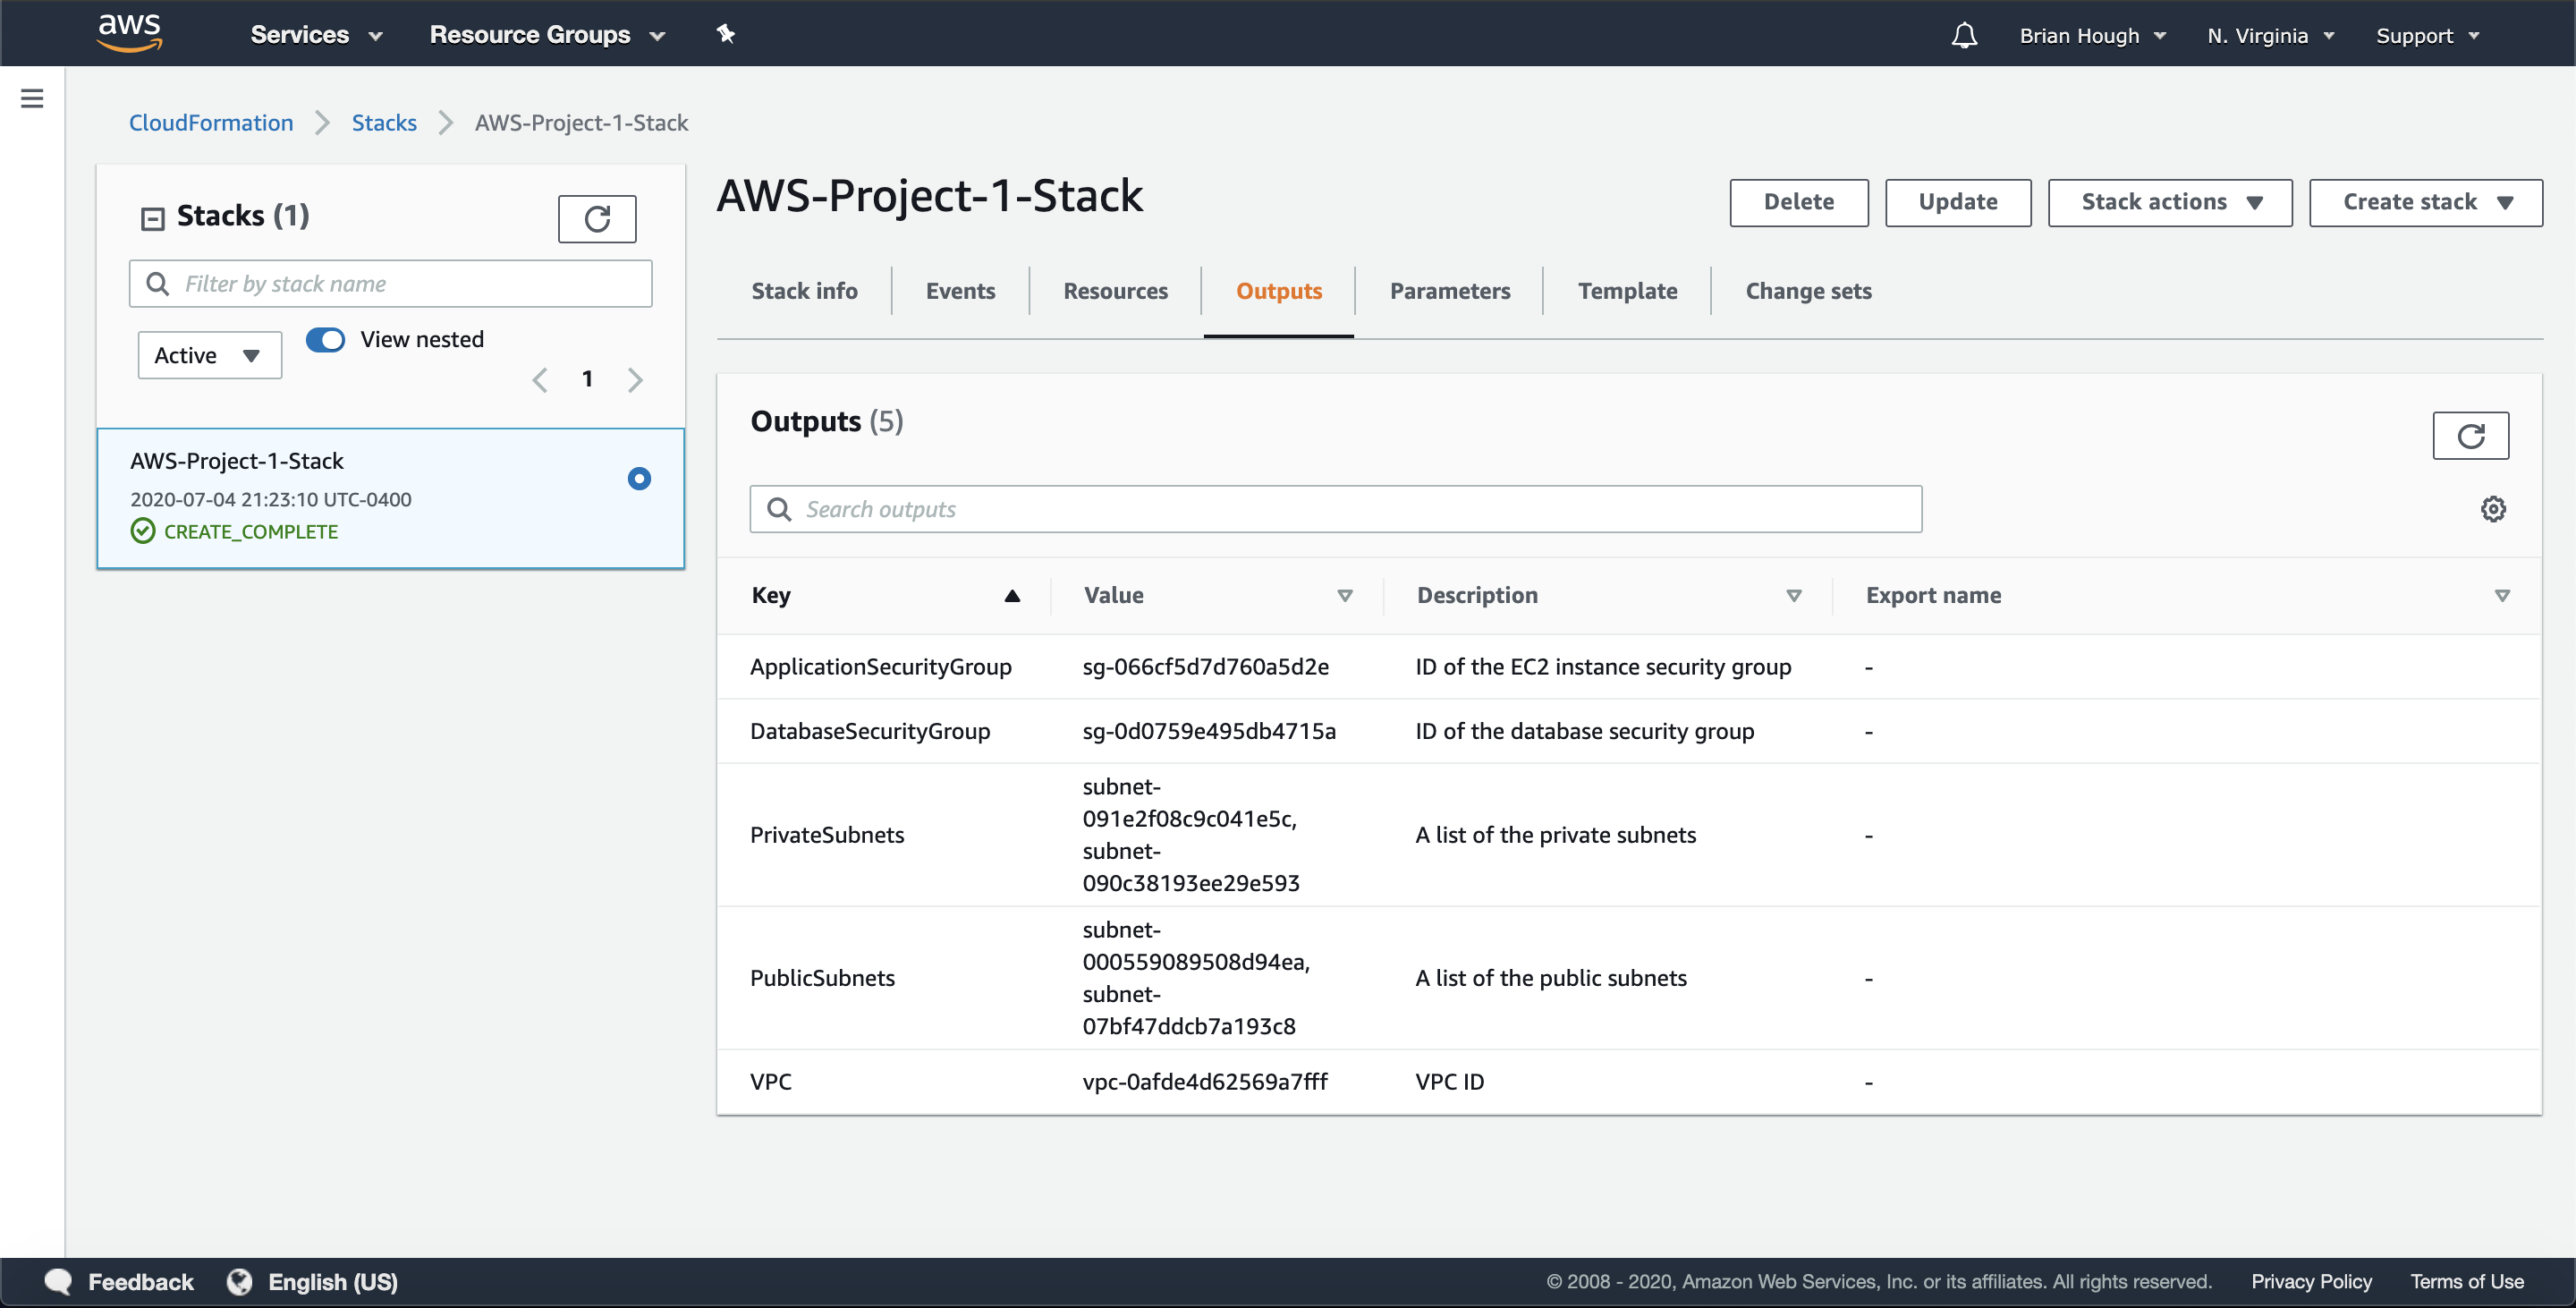 aws Services Resource Groups Brian Hough N. Virginia Support
CloudFormation Stacks AWS-Project-1-Stack
Stacks (1)
Filter by stack name
Active View nested
1
AWS-Project-1-Stack
2020-07-04 21:23:10 UTC-0400
CREATE_COMPLETE
AWS-Project-1-Stack Delete Update Stack actions Create stack
Stack info Events Resources Outputs Parameters Template Change sets
Outputs (5)
Search outputs
Key Value Description Export name
ApplicationSecurityGroup sg-066cf5d7d760a5d2e ID of the EC2 instance security group -
DatabaseSecurityGroup sg-0d0759e495db4715a ID of the database security group -
PrivateSubnets subnet-
091e2f08c9c041e5c,
subnet-
090c38193ee29e593 A list of the private subnets -
PublicSubnets subnet-
000559089508d94ea,
subnet-
07bf47ddcb7a193c8 A list of the public subnets -
VPC vpc-0afde4d62569a7fff VPC ID -
Feedback English (US) © 2008 - 2020, Amazon Web Services, Inc. or its affiliates. All rights reserved. Privacy Policy Terms of Use